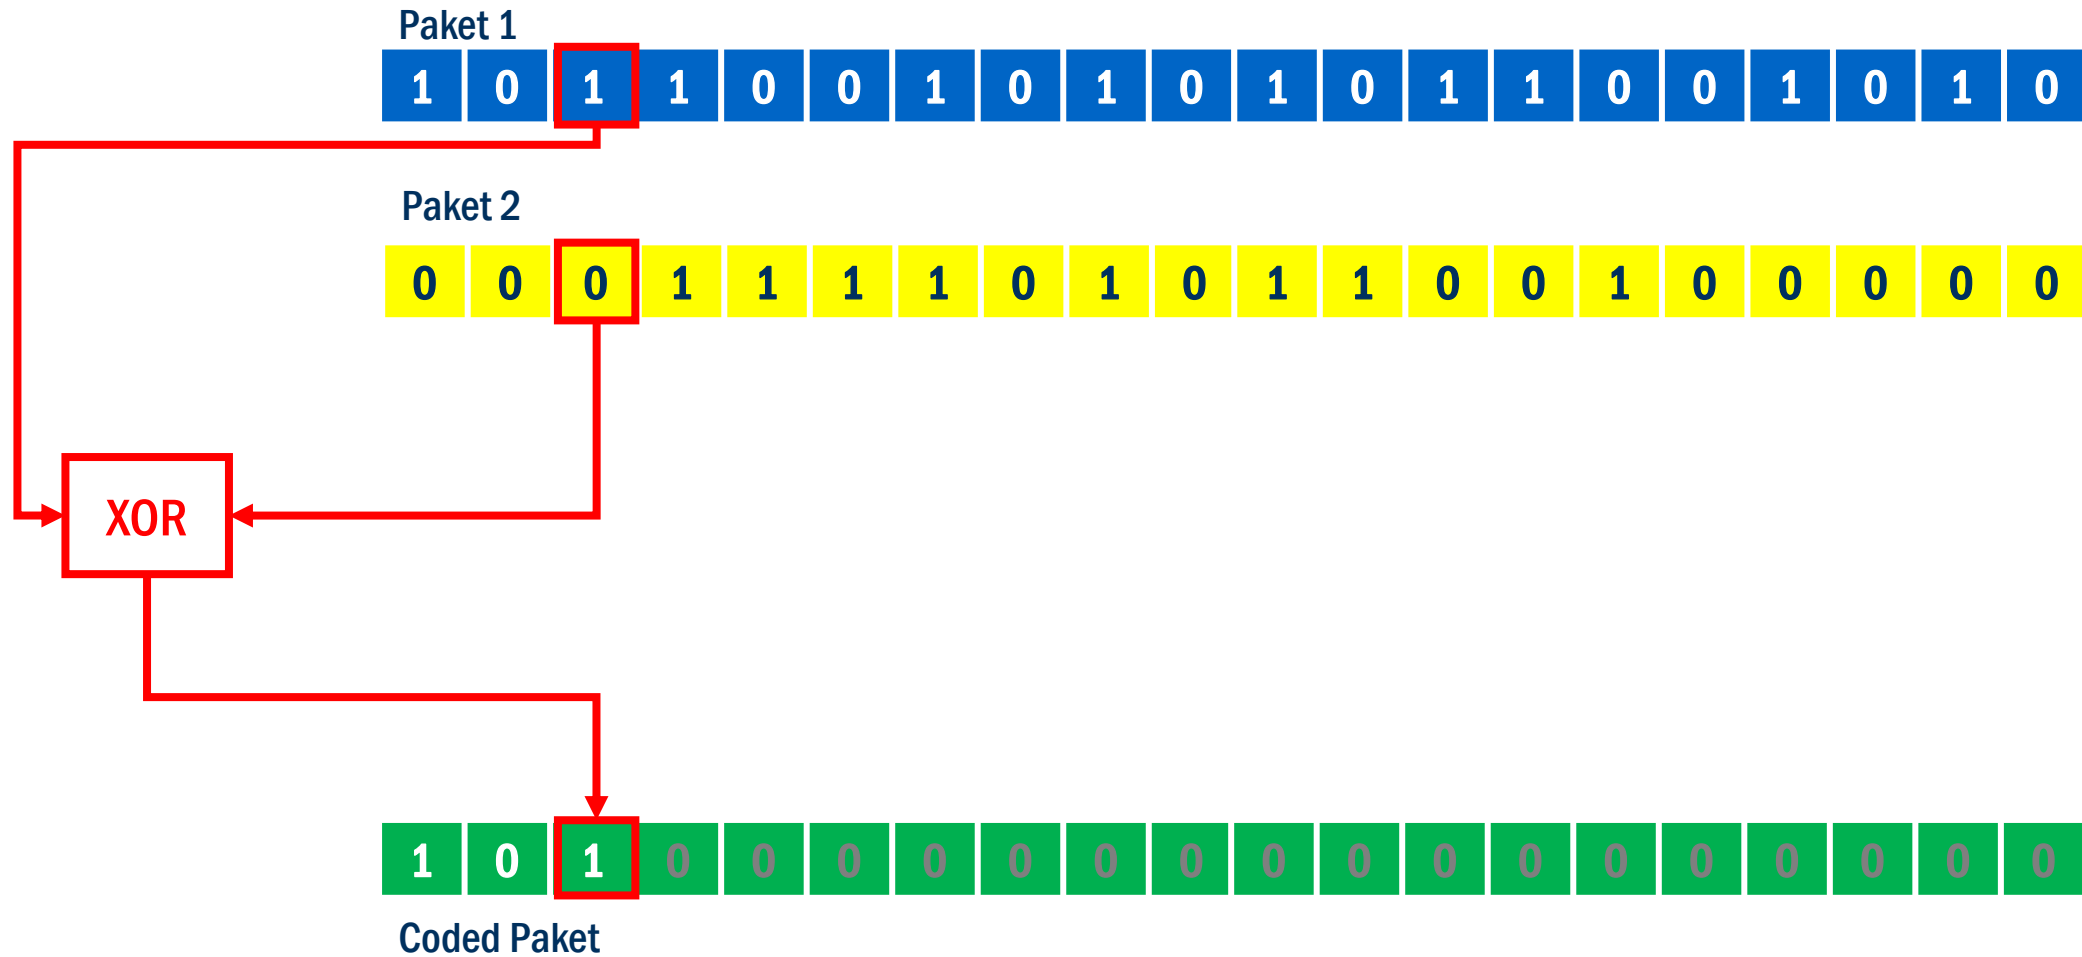 Paket 1
1 0 1 1 0 0 1 0 1 0 1 0 1 1 0 0 1 0 1 0
Paket 2
0 0 0 1 1 1 1 0 1 0 1 1 0 0 1 0 0 0 0 0
XOR
1 0 1 0 0 0 0 0 0 0 0 0 0 0 0 0 0 0 0 0
Coded Paket